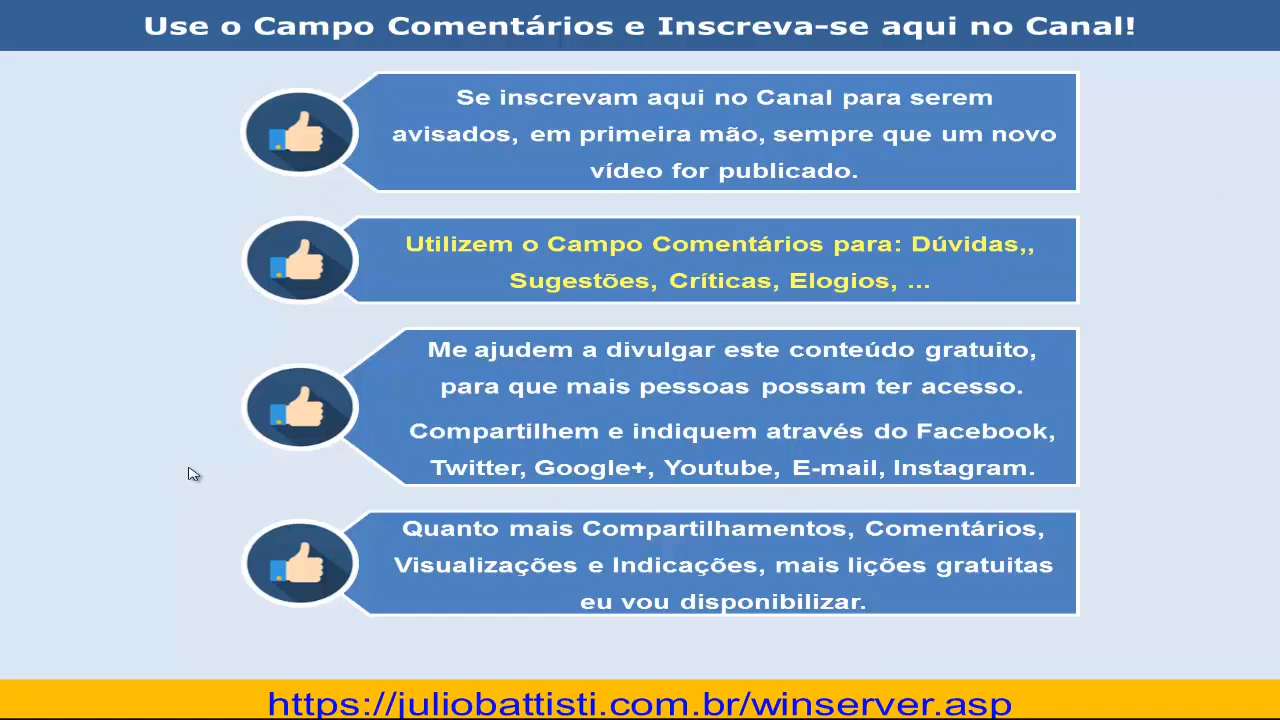 Use o Campo Comentários e Inscreva-se aqui no Canal!
Se inscrevam aqui no Canal para serem
avisados, em primeira mão, sempre que um novo
vídeo for publicado.
Utilizem o Campo Comentários para: Dúvidas,,
Sugestões, Críticas, Elogios, ...
Me ajudem a divulgar este conteúdo gratuito,
para que mais pessoas possam ter acesso.
Compartilhem e indiquem através do Facebook,
Twitter, Google+, Youtube, E-mail, Instagram.
Quanto mais Compartilhamentos, Comentários,
Visualizações e Indicações, mais lições gratuitas
eu vou disponibilizar.
https://juliobattisti.com.br/winserver.asp